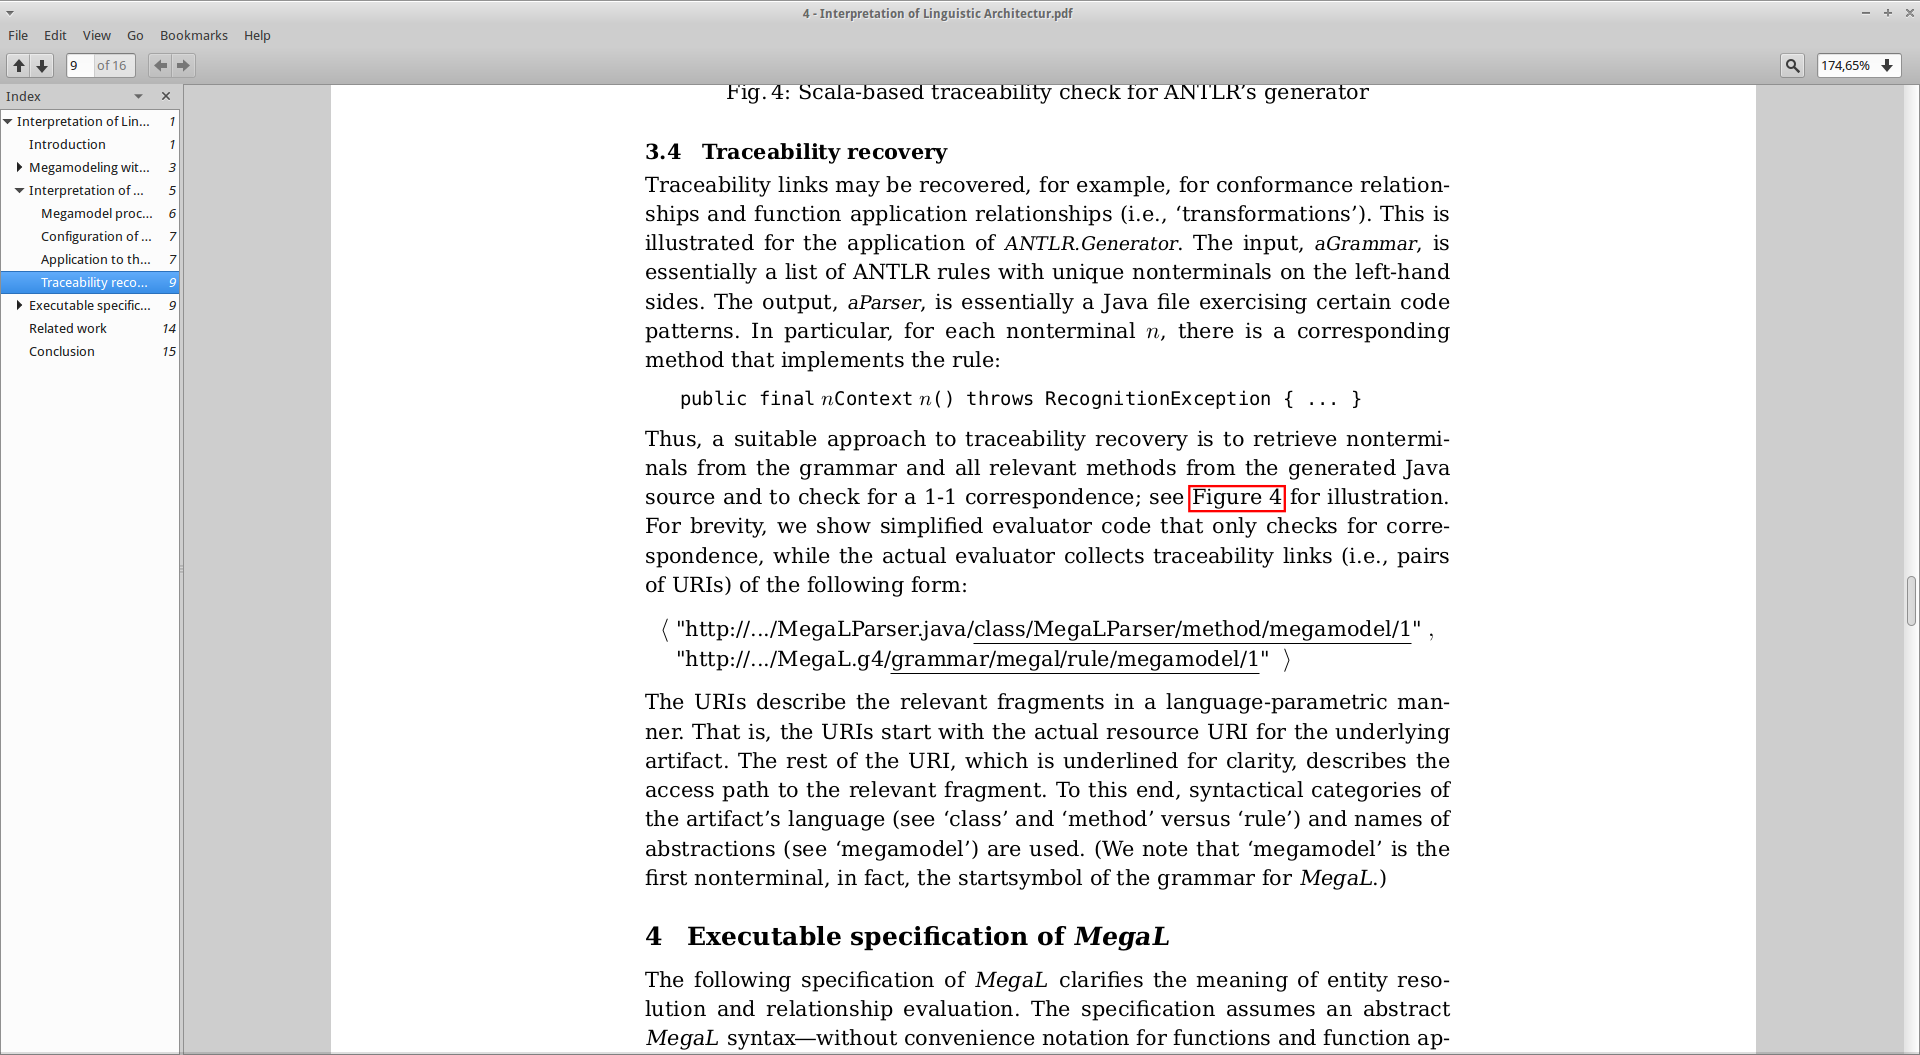 4 - Interpretation of Linguistic Architectur.pdf
File Edit View Go Bookmarks Help
9 of 16
174,65%
Index
Interpretation of Lin... 1
Introduction 1
Megamodeling wit... 3
Interpretation of ... 5
Megamodel proc... 6
Configuration of ... 7
Application to th... 7
Traceability reco... 9
Executable specific... 9
Related work 14
Conclusion 15
Fig. 4: Scala-based traceability check for ANTLR's generator
3.4 Traceability recovery
Traceability links may be recovered, for example, for conformance relation-
ships and function application relationships (i.e., ‘transformations’). This is
illustrated for the application of ANTLR.Generator. The input, aGrammar, is
essentially a list of ANTLR rules with unique nonterminals on the left-hand
sides. The output, aParser, is essentially a Java file exercising certain code
patterns. In particular, for each nonterminal n, there is a corresponding
method that implements the rule:
public final nContext n() throws RecognitionException { ... }
Thus, a suitable approach to traceability recovery is to retrieve nontermi-
nals from the grammar and all relevant methods from the generated Java
source and to check for a 1-1 correspondence; see Figure 4 for illustration.
For brevity, we show simplified evaluator code that only checks for corre-
spondence, while the actual evaluator collects traceability links (i.e., pairs
of URIs) of the following form:
⟨ "http://.../MegaLParser.java/class/MegaLParser/method/megamodel/1" ,
"http://.../MegaL.g4/grammar/megal/rule/megamodel/1" ⟩
The URIs describe the relevant fragments in a language-parametric man-
ner. That is, the URIs start with the actual resource URI for the underlying
artifact. The rest of the URI, which is underlined for clarity, describes the
access path to the relevant fragment. To this end, syntactical categories of
the artifact’s language (see ‘class’ and ‘method’ versus ‘rule’) and names of
abstractions (see ‘megamodel’) are used. (We note that ‘megamodel’ is the
first nonterminal, in fact, the startsymbol of the grammar for MegaL.)
4 Executable specification of MegaL
The following specification of MegaL clarifies the meaning of entity reso-
lution and relationship evaluation. The specification assumes an abstract
MegaL syntax—without convenience notation for functions and function ap-